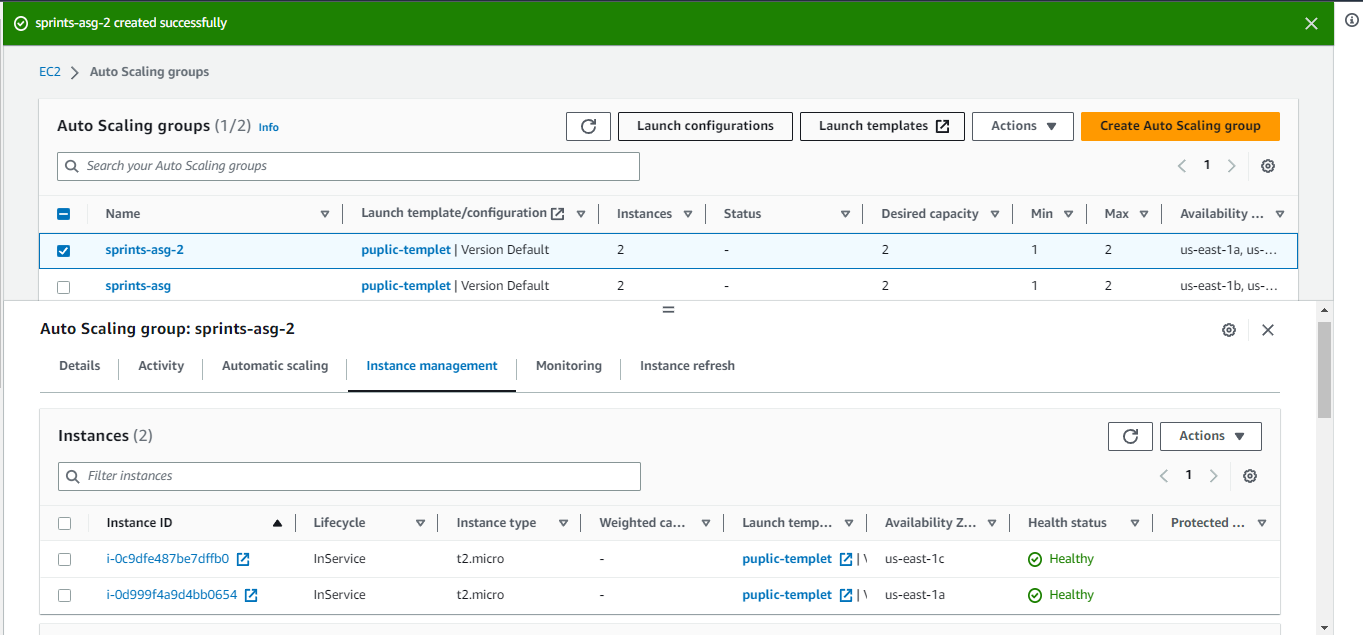 sprints-asg-2 created successfully
EC2 Auto Scaling groups
Auto Scaling groups (1/2) Info Launch configurations Launch templates Actions Create Auto Scaling group
Search your Auto Scaling groups 1
Name Launch template/configuration Instances Status Desired capacity Min Max Availability ...
sprints-asg-2 puplic-templet | Version Default 2 - 2 1 2 us-east-1a, us-...
sprints-asg puplic-templet | Version Default 2 - 2 1 2 us-east-1b, us-...
Auto Scaling group: sprints-asg-2
Details Activity Automatic scaling Instance management Monitoring Instance refresh
Instances (2) Actions
Filter instances 1
Instance ID Lifecycle Instance type Weighted ca... Launch temp... Availability Z... Health status Protected ...
i-0c9dfe487be7dffb0 InService t2.micro - puplic-templet | us-east-1c Healthy
i-0d999f4a9d4bb0654 InService t2.micro - puplic-templet | us-east-1a Healthy